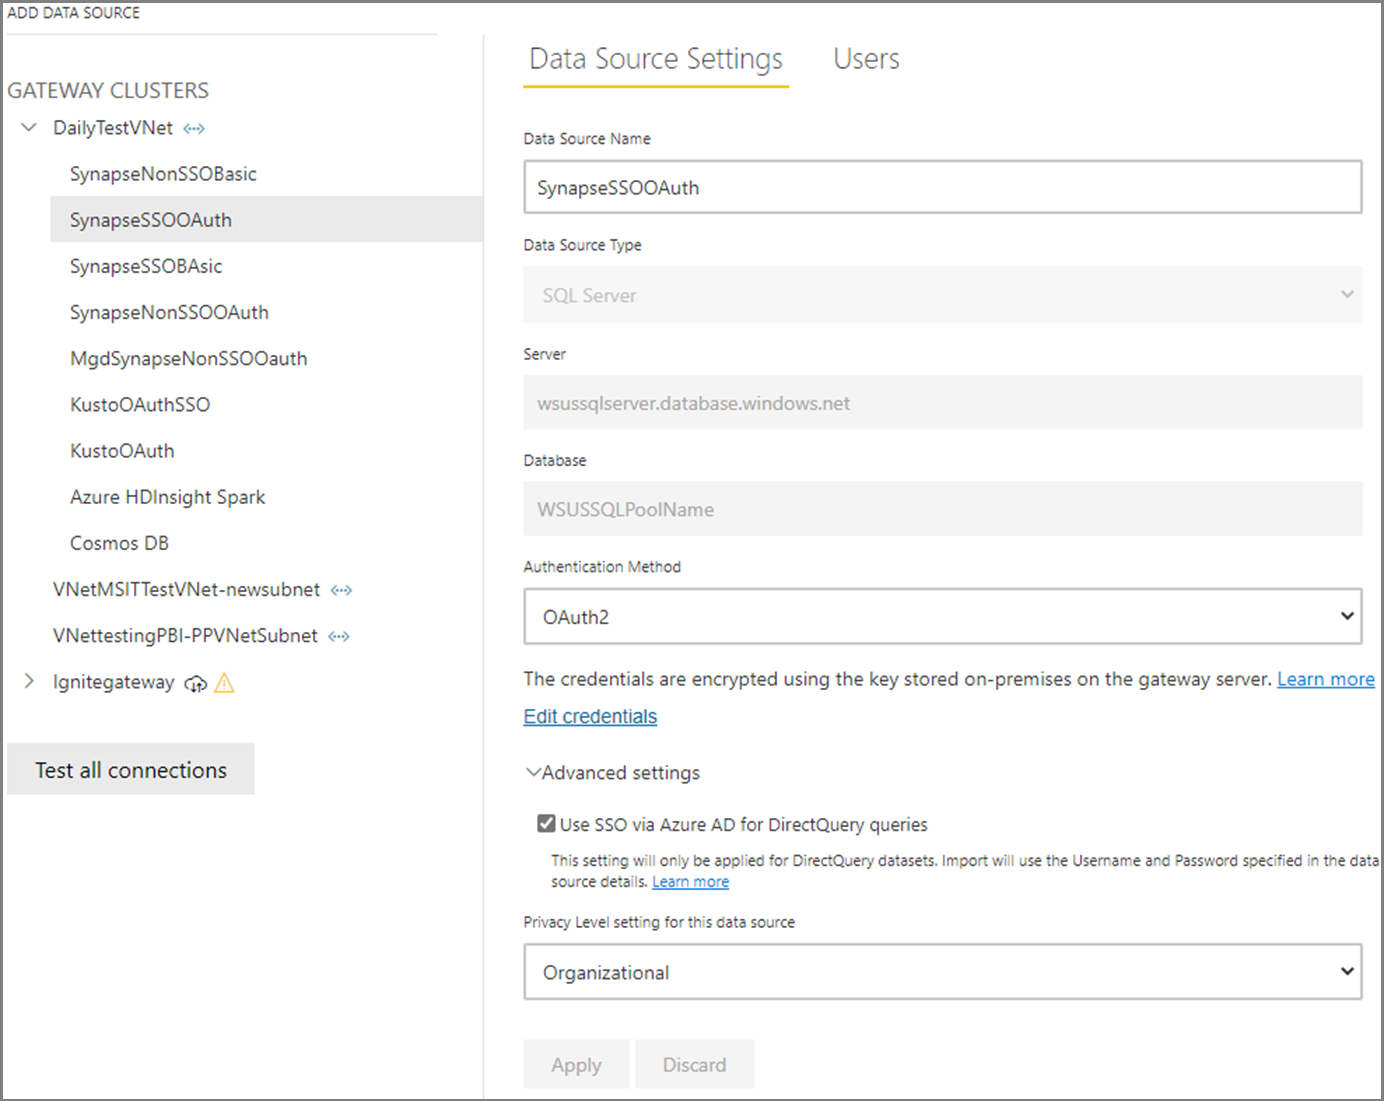 ADD DATA SOURCE
GATEWAY CLUSTERS
DailyTestVNet
SynapseNonSSOBasic
SynapseSSOOAuth
SynapseSSOBAsic
SynapseNonSSOOAuth
MgdSynapseNonSSOOauth
KustoOAuthSSO
KustoOAuth
Azure HDInsight Spark
Cosmos DB
VNetMSITTestVNet-newsubnet
VNettestingPBI-PPVNetSubnet
Ignitegateway
Test all connections
Data Source Settings
Users
Data Source Name
SynapseSSOOAuth
Data Source Type
SQL Server
Server
wsussqlserver.database.windows.net
Database
WSUSSQLPoolName
Authentication Method
OAuth2
The credentials are encrypted using the key stored on-premises on the gateway server. Learn more
Edit credentials
Advanced settings
Use SSO via Azure AD for DirectQuery queries
This setting will only be applied for DirectQuery datasets. Import will use the Username and Password specified in the data
source details. Learn more
Privacy Level setting for this data source
Organizational
Apply
Discard